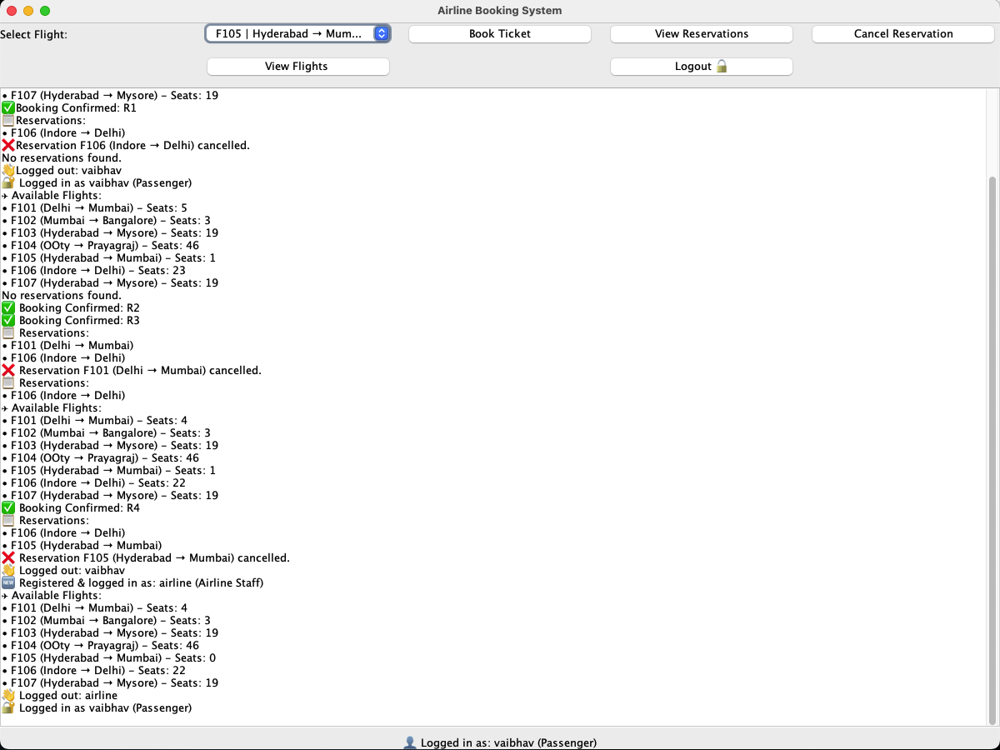 Airline Booking System
Select Flight:
F105 | Hyderabad → Mum...
Book Ticket
View Reservations
Cancel Reservation
View Flights
Logout 🔓
• F107 (Hyderabad → Mysore) – Seats: 19
✅Booking Confirmed: R1
📋Reservations:
• F106 (Indore → Delhi)
❌Reservation F106 (Indore → Delhi) cancelled.
No reservations found.
👋Logged out: vaibhav
🔐 Logged in as vaibhav (Passenger)
✈ Available Flights:
• F101 (Delhi → Mumbai) – Seats: 5
• F102 (Mumbai → Bangalore) – Seats: 3
• F103 (Hyderabad → Mysore) – Seats: 19
• F104 (OOty → Prayagraj) – Seats: 46
• F105 (Hyderabad → Mumbai) – Seats: 1
• F106 (Indore → Delhi) – Seats: 23
• F107 (Hyderabad → Mysore) – Seats: 19
No reservations found.
✅ Booking Confirmed: R2
✅ Booking Confirmed: R3
📋 Reservations:
• F101 (Delhi → Mumbai)
• F106 (Indore → Delhi)
❌ Reservation F101 (Delhi → Mumbai) cancelled.
📋 Reservations:
• F106 (Indore → Delhi)
✈ Available Flights:
• F101 (Delhi → Mumbai) – Seats: 4
• F102 (Mumbai → Bangalore) – Seats: 3
• F103 (Hyderabad → Mysore) – Seats: 19
• F104 (OOty → Prayagraj) – Seats: 46
• F105 (Hyderabad → Mumbai) – Seats: 1
• F106 (Indore → Delhi) – Seats: 22
• F107 (Hyderabad → Mysore) – Seats: 19
✅ Booking Confirmed: R4
📋 Reservations:
• F106 (Indore → Delhi)
• F105 (Hyderabad → Mumbai)
❌ Reservation F105 (Hyderabad → Mumbai) cancelled.
👋 Logged out: vaibhav
🆕 Registered & logged in as: airline (Airline Staff)
✈ Available Flights:
• F101 (Delhi → Mumbai) – Seats: 4
• F102 (Mumbai → Bangalore) – Seats: 3
• F103 (Hyderabad → Mysore) – Seats: 19
• F104 (OOty → Prayagraj) – Seats: 46
• F105 (Hyderabad → Mumbai) – Seats: 0
• F106 (Indore → Delhi) – Seats: 22
• F107 (Hyderabad → Mysore) – Seats: 19
👋 Logged out: airline
🔐 Logged in as vaibhav (Passenger)
👤 Logged in as: vaibhav (Passenger)